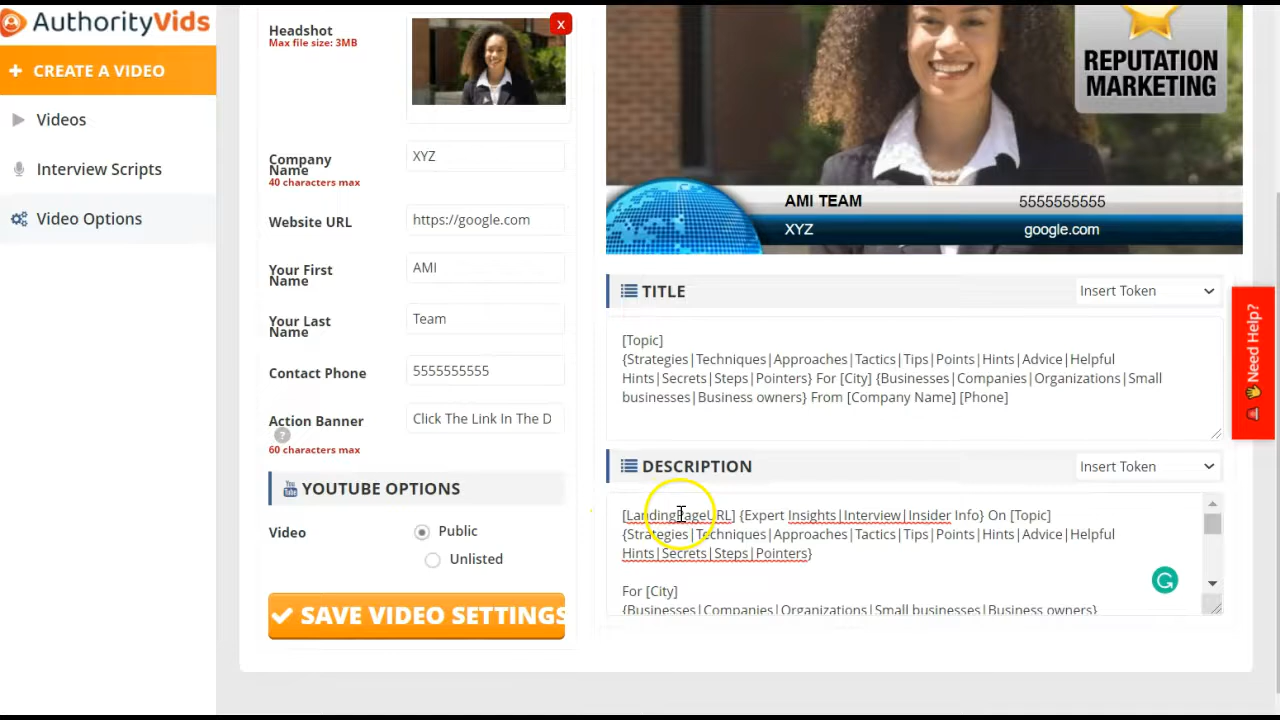 AuthorityVids
+ CREATE A VIDEO
Videos
Interview Scripts
Video Options
Headshot
Max file size: 3MB
X
Company
Name
40 characters max
XYZ
Website URL
https://google.com
Your First
Name
AMI
Your Last
Name
Team
Contact Phone
5555555555
Action Banner
?
60 characters max
Click The Link In The D
You
Tube
YOUTUBE OPTIONS
Video
Public
Unlisted
SAVE VIDEO SETTINGS
REPUTATION
MARKETING
AMI TEAM
5555555555
XYZ
google.com
TITLE
Insert Token
[Topic]
{Strategies|Techniques|Approaches|Tactics|Tips|Points|Hints|Advice|Helpful
Hints|Secrets|Steps|Pointers} For [City] {Businesses|Companies|Organizations|Small
businesses|Business owners} From [Company Name] [Phone]
DESCRIPTION
Insert Token
[LandingPageURL] {Expert Insights|Interview|Insider Info} On [Topic]
{Strategies|Techniques|Approaches|Tactics|Tips|Points|Hints|Advice|Helpful
Hints|Secrets|Steps|Pointers}
For [City]
{Businesses|Companies|Organizations|Small businesses|Business owners}
Need Help?